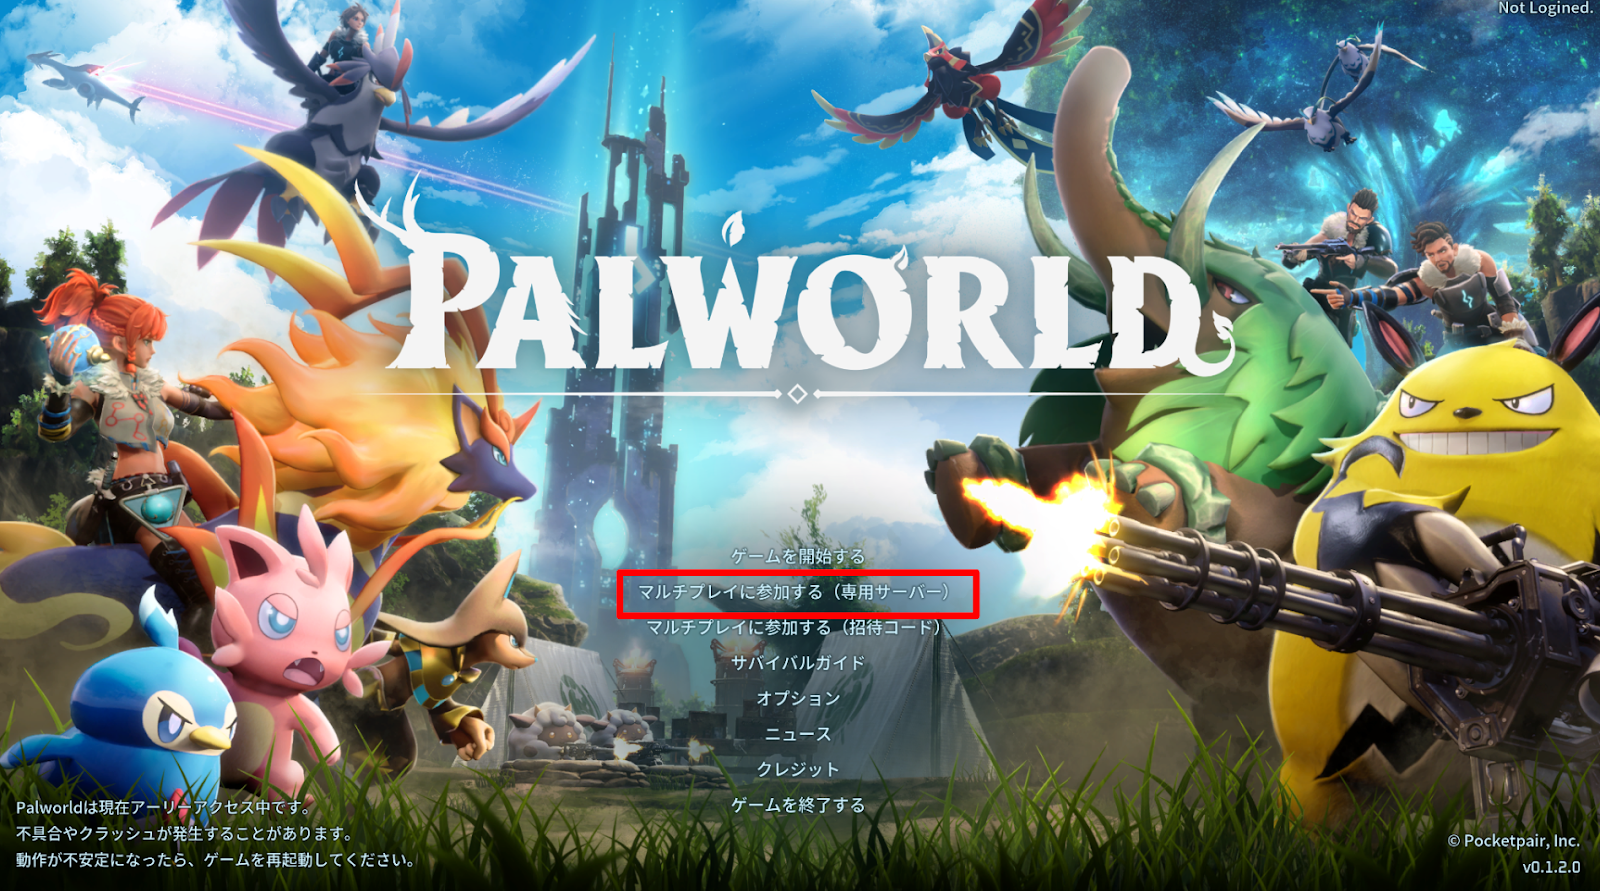 Not Logined.
PALWORLD
ゲームを開始する
マルチプレイに参加する（専用サーバー）
マルチプレイに参加する（招待コード）
サバイバルガイド
オプション
ニュース
クレジット
ゲームを終了する
Palworldは現在アーリーアクセス中です。
不具合やクラッシュが発生することがあります。
動作が不安定になったら、ゲームを再起動してください。
© Pocketpair, Inc.
v0.1.2.0